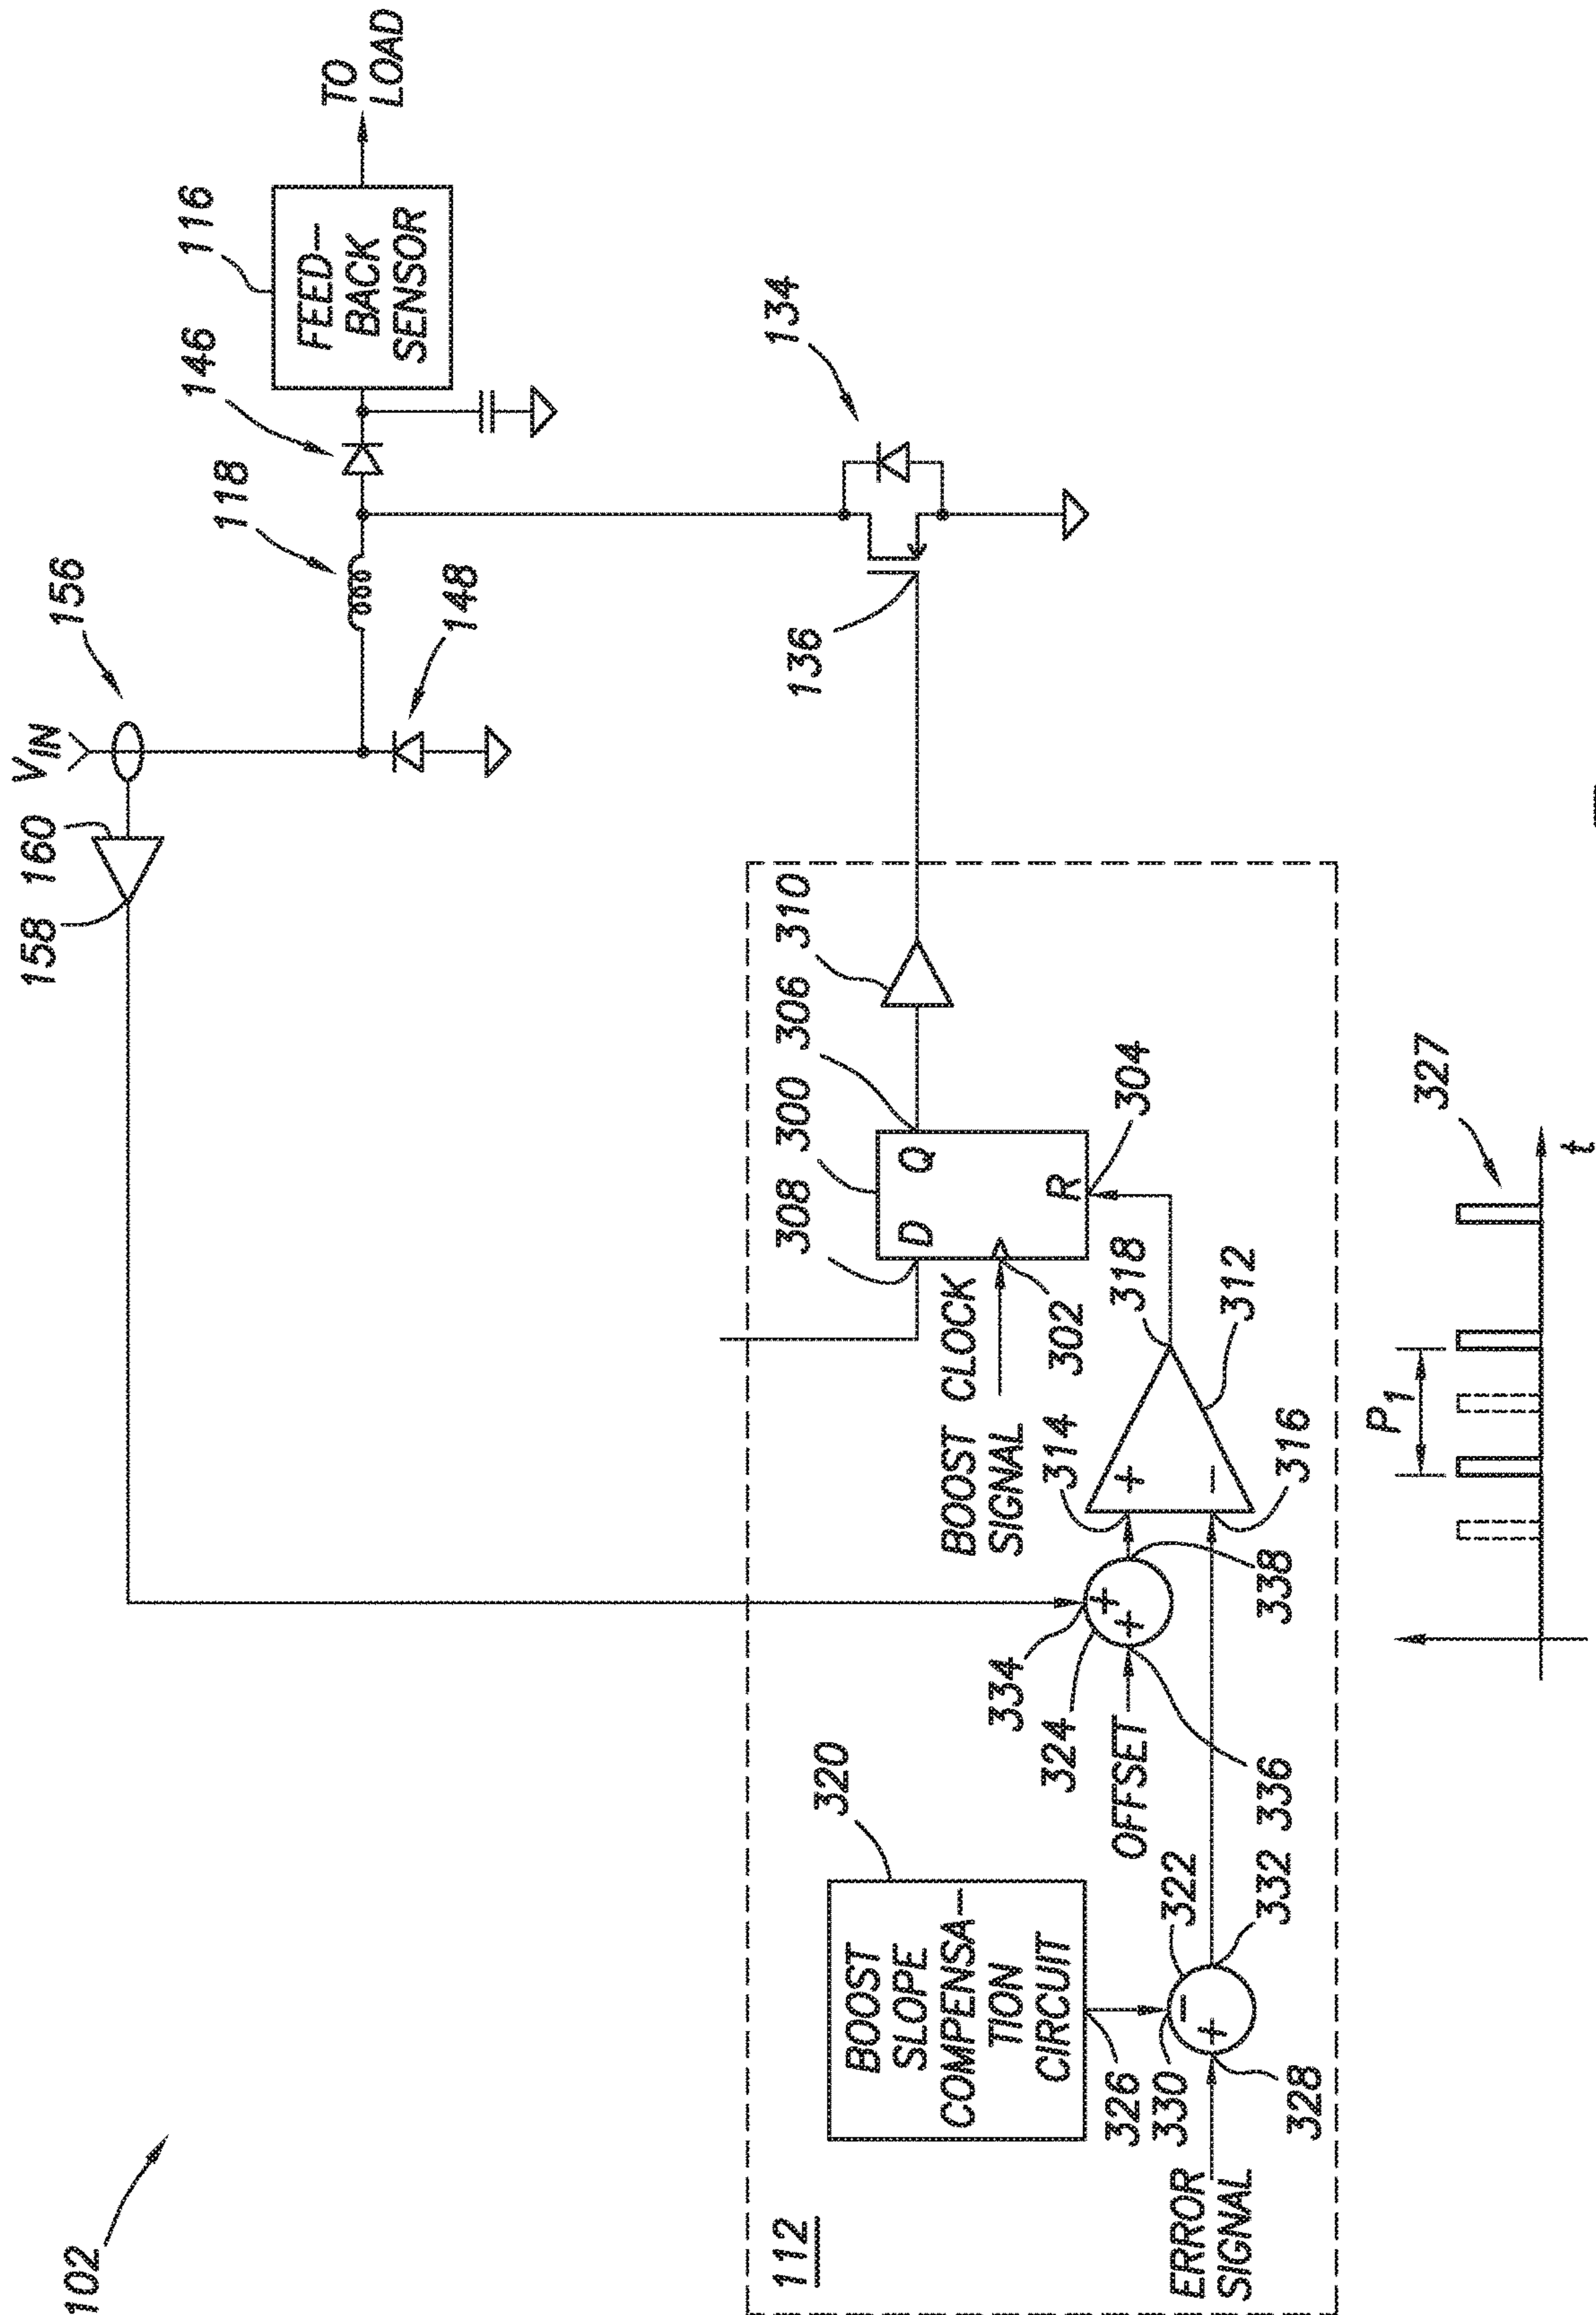 102
158
160
V_IN
156
118
146
116
FEED-
BACK
SENSOR
TO
LOAD
148
134
136
112
320
BOOST
SLOPE
COMPENSA-
TION
CIRCUIT
326
330
328
ERROR
SIGNAL
+
−
322
332
334
324
OFFSET
336
+
+
338
314
316
+
−
318
312
BOOST CLOCK
SIGNAL
302
308
300
306
310
D
Q
R
304
P_1
327
t